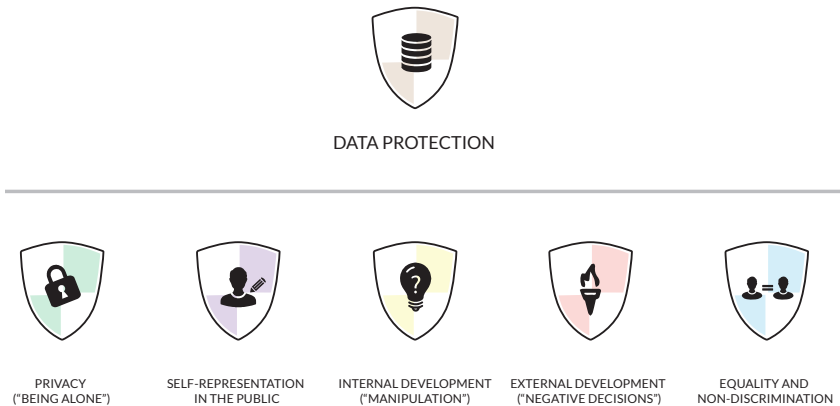 DATA PROTECTION
PRIVACY
("BEING ALONE")
SELF-REPRESENTATION
IN THE PUBLIC
INTERNAL DEVELOPMENT
("MANIPULATION")
EXTERNAL DEVELOPMENT
("NEGATIVE DECISIONS")
EQUALITY AND
NON-DISCRIMINATION